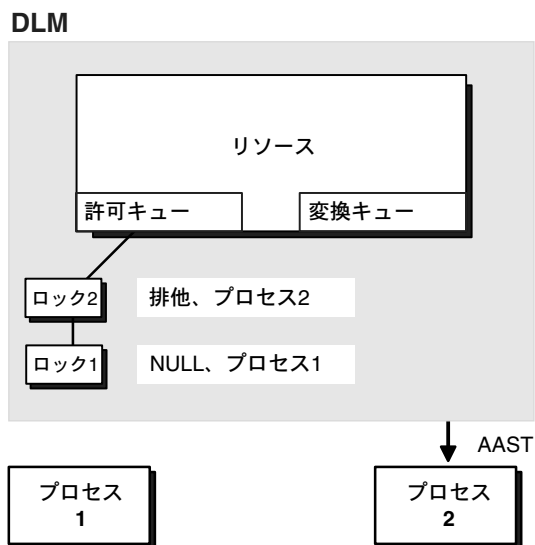 DLM
リソース
許可キュー
変換キュー
ロック2
排他、プロセス2
ロック1
NULL、プロセス1
AAST
プロセス
1
プロセス
2